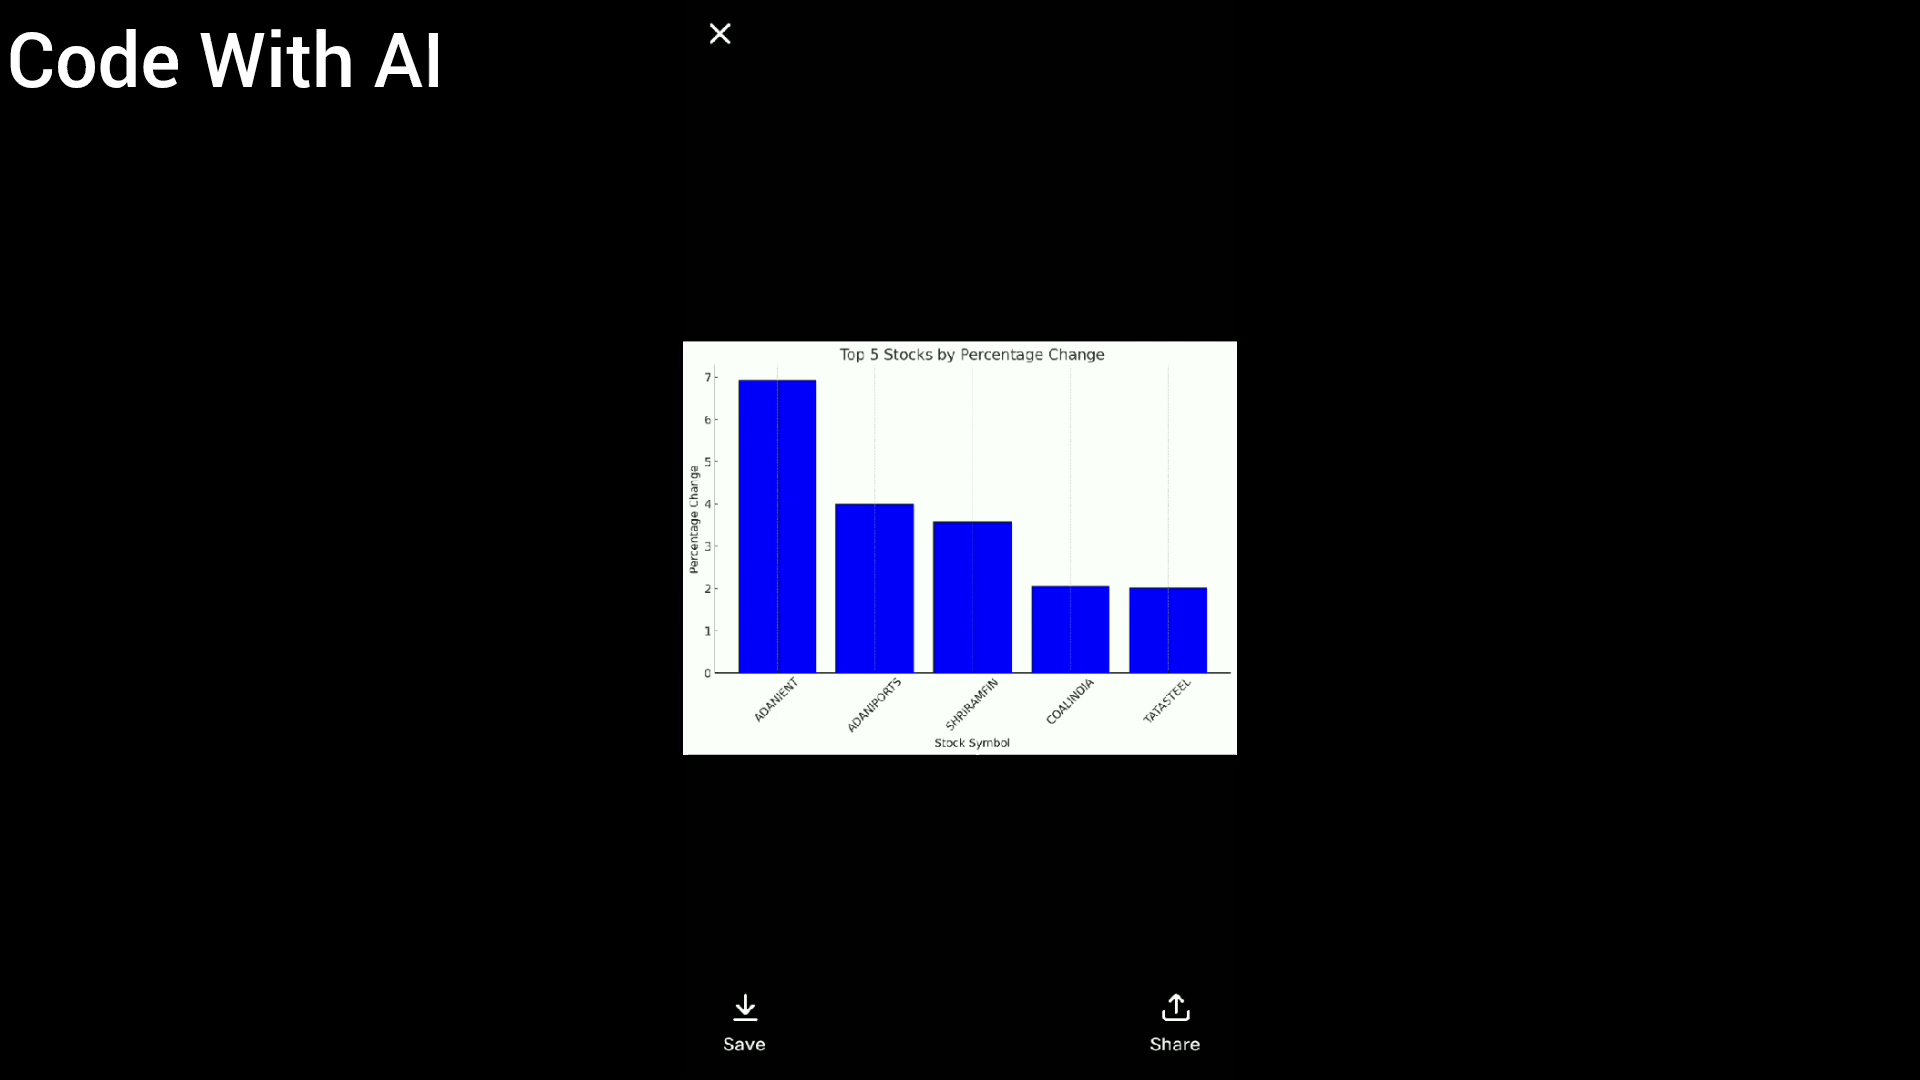 Code With AI
Top 5 Stocks by Percentage Change
Percentage Change
7
6
5
4
3
2
1
0
ADANIENT
ADANIPORTS
SHRIRAMFIN
COALINDIA
TATASTEEL
Stock Symbol
Save
Share